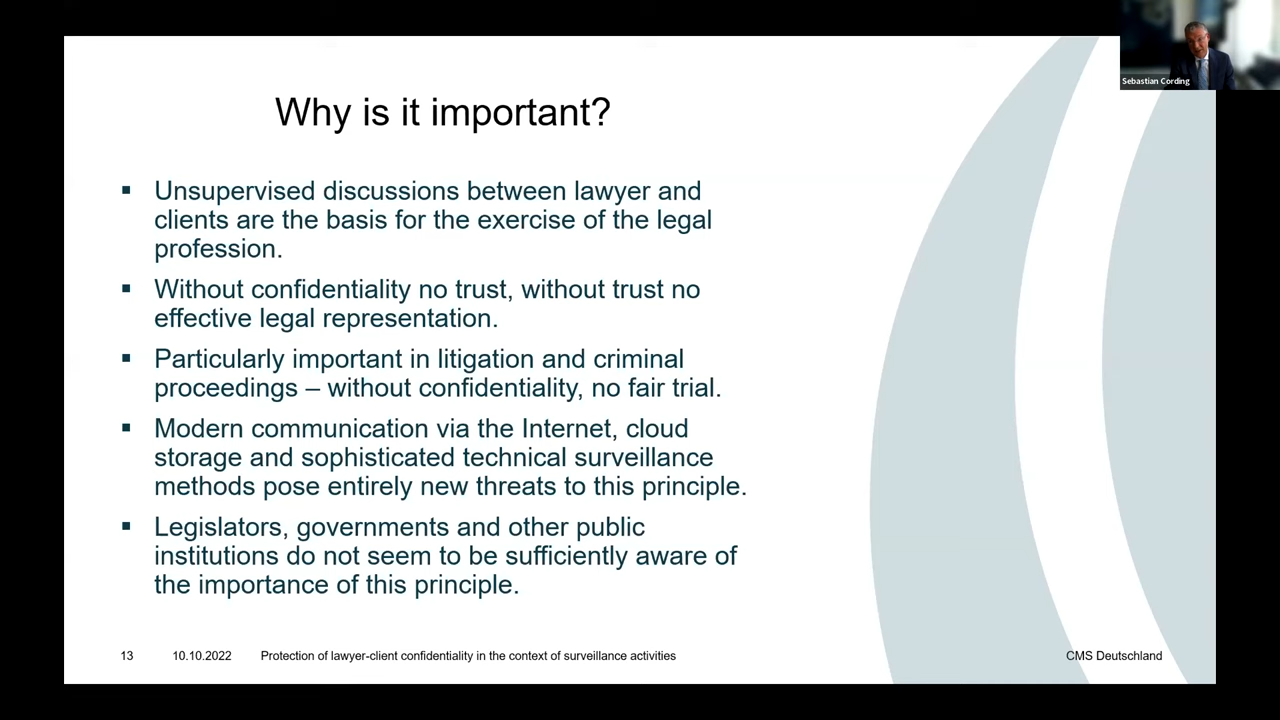 Sebastian Cording
Why is it important?
▪ Unsupervised discussions between lawyer and
clients are the basis for the exercise of the legal
profession.
▪ Without confidentiality no trust, without trust no
effective legal representation.
▪ Particularly important in litigation and criminal
proceedings – without confidentiality, no fair trial.
▪ Modern communication via the Internet, cloud
storage and sophisticated technical surveillance
methods pose entirely new threats to this principle.
▪ Legislators, governments and other public
institutions do not seem to be sufficiently aware of
the importance of this principle.
13 10.10.2022 Protection of lawyer-client confidentiality in the context of surveillance activities CMS Deutschland